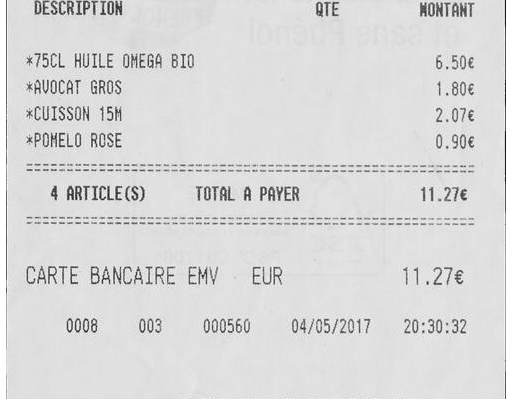 DESCRIPTION QTE MONTANT
*75CL HUILE OMEGA BIO 6.50€
*AVOCAT GROS 1.80€
*CUISSON 15M 2.07€
*POMELO ROSE 0.90€
4 ARTICLE(S) TOTAL A PAYER 11.27€
CARTE BANCAIRE EMV EUR 11.27€
0008 003 000560 04/05/2017 20:30:32